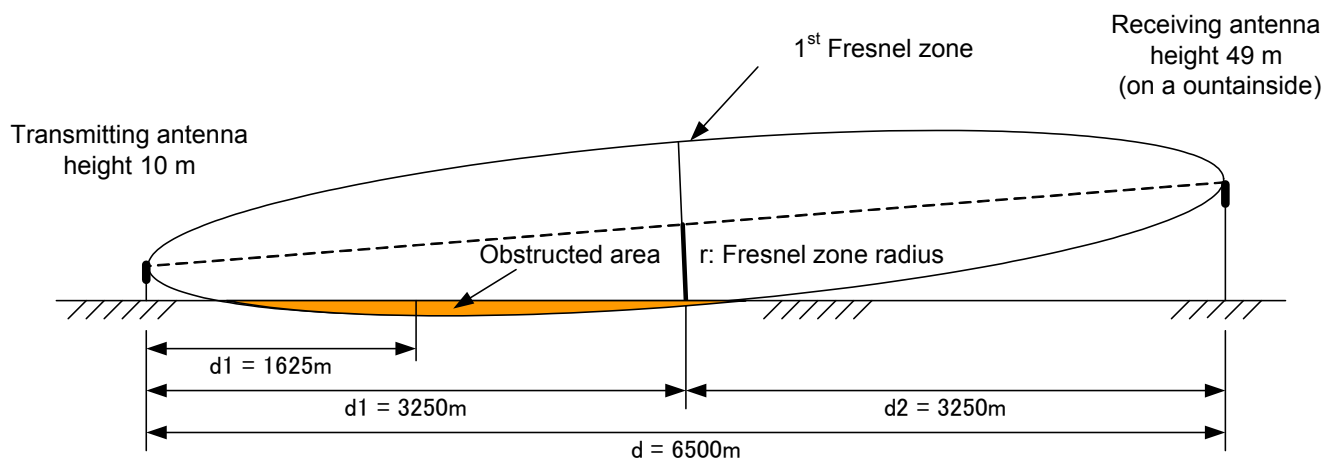 1st Fresnel zone
Receiving antenna
height 49 m
(on a ountainside)
Transmitting antenna
height 10 m
Obstructed area
r: Fresnel zone radius
d1 = 1625m
d1 = 3250m
d2 = 3250m
d = 6500m